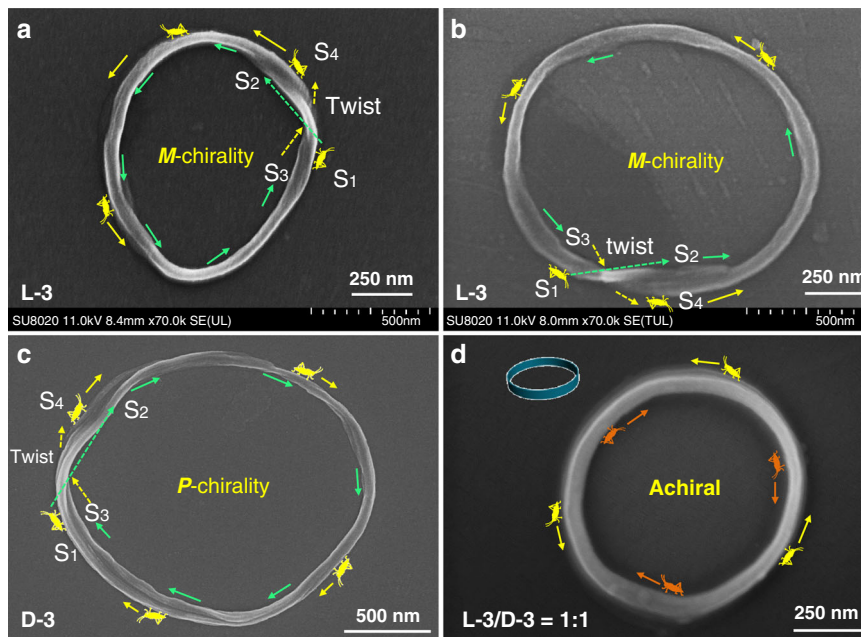 a
S4
S2
Twist
M-chirality
S3
S1
L-3
250 nm
SU8020 11.0kV 8.4mm x70.0k SE(UL)
500nm
b
M-chirality
S3
twist
S2
S1
S4
L-3
250 nm
SU8020 11.0kV 8.0mm x70.0k SE(TUL)
500nm
c
S4
S2
Twist
P-chirality
S3
S1
D-3
500 nm
d
Achiral
L-3/D-3 = 1:1
250 nm